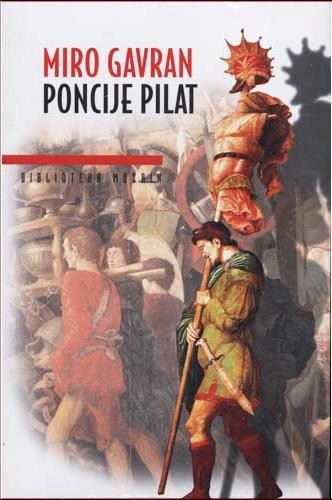 MIRO GAVRAN
PONCIJE PILAT
BIBLIOTEKA MOZAIK